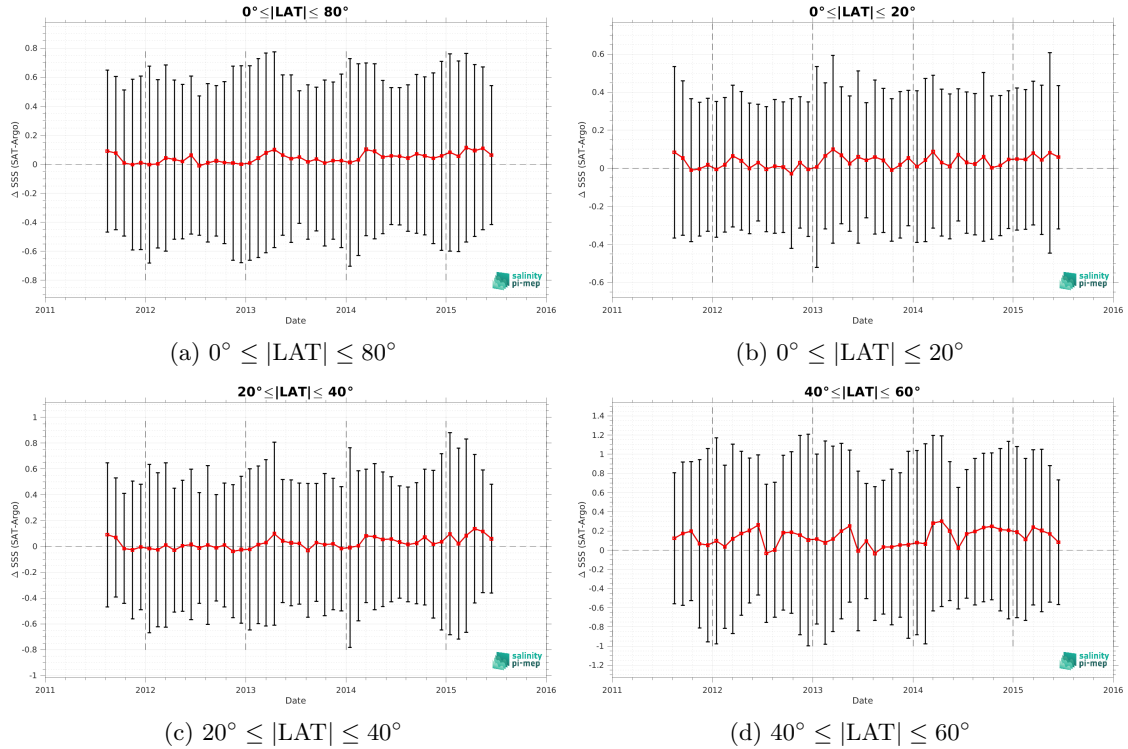 0°≤|LAT|≤ 80°
Δ SSS (SAT-Argo)
0.8
0.6
0.4
0.2
0
-0.2
-0.4
-0.6
-0.8
2011 2012 2013 2014 2015 2016
Date
salinity
pi-mep
(a) 0° ≤ |LAT| ≤ 80°
0°≤|LAT|≤ 20°
Δ SSS (SAT-Argo)
0.6
0.4
0.2
0
-0.2
-0.4
-0.6
2011 2012 2013 2014 2015 2016
Date
salinity
pi-mep
(b) 0° ≤ |LAT| ≤ 20°
20°≤|LAT|≤ 40°
Δ SSS (SAT-Argo)
1
0.8
0.6
0.4
0.2
0
-0.2
-0.4
-0.6
-0.8
-1
2011 2012 2013 2014 2015 2016
Date
salinity
pi-mep
(c) 20° ≤ |LAT| ≤ 40°
40°≤|LAT|≤ 60°
Δ SSS (SAT-Argo)
1.4
1.2
1
0.8
0.6
0.4
0.2
0
-0.2
-0.4
-0.6
-0.8
-1
-1.2
2011 2012 2013 2014 2015 2016
Date
salinity
pi-mep
(d) 40° ≤ |LAT| ≤ 60°